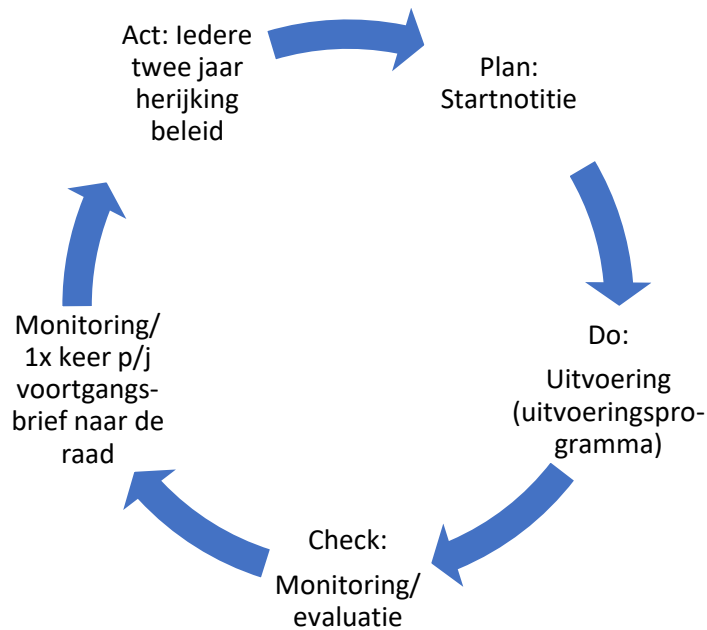 Act: Iedere
twee jaar
herijking
beleid
Plan:
Startnotitie
Do:
Uitvoering
(uitvoeringspro-
gramma)
Check:
Monitoring/
evaluatie
Monitoring/
1x keer p/j
voortgangs-
brief naar de
raad